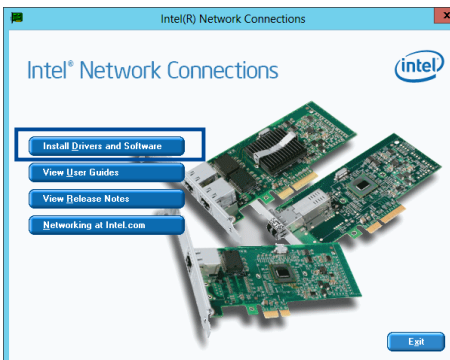 Intel(R) Network Connections
x
Intel® Network Connections
intel
Install Drivers and Software
View User Guides
View Release Notes
Networking at Intel.com
Exit